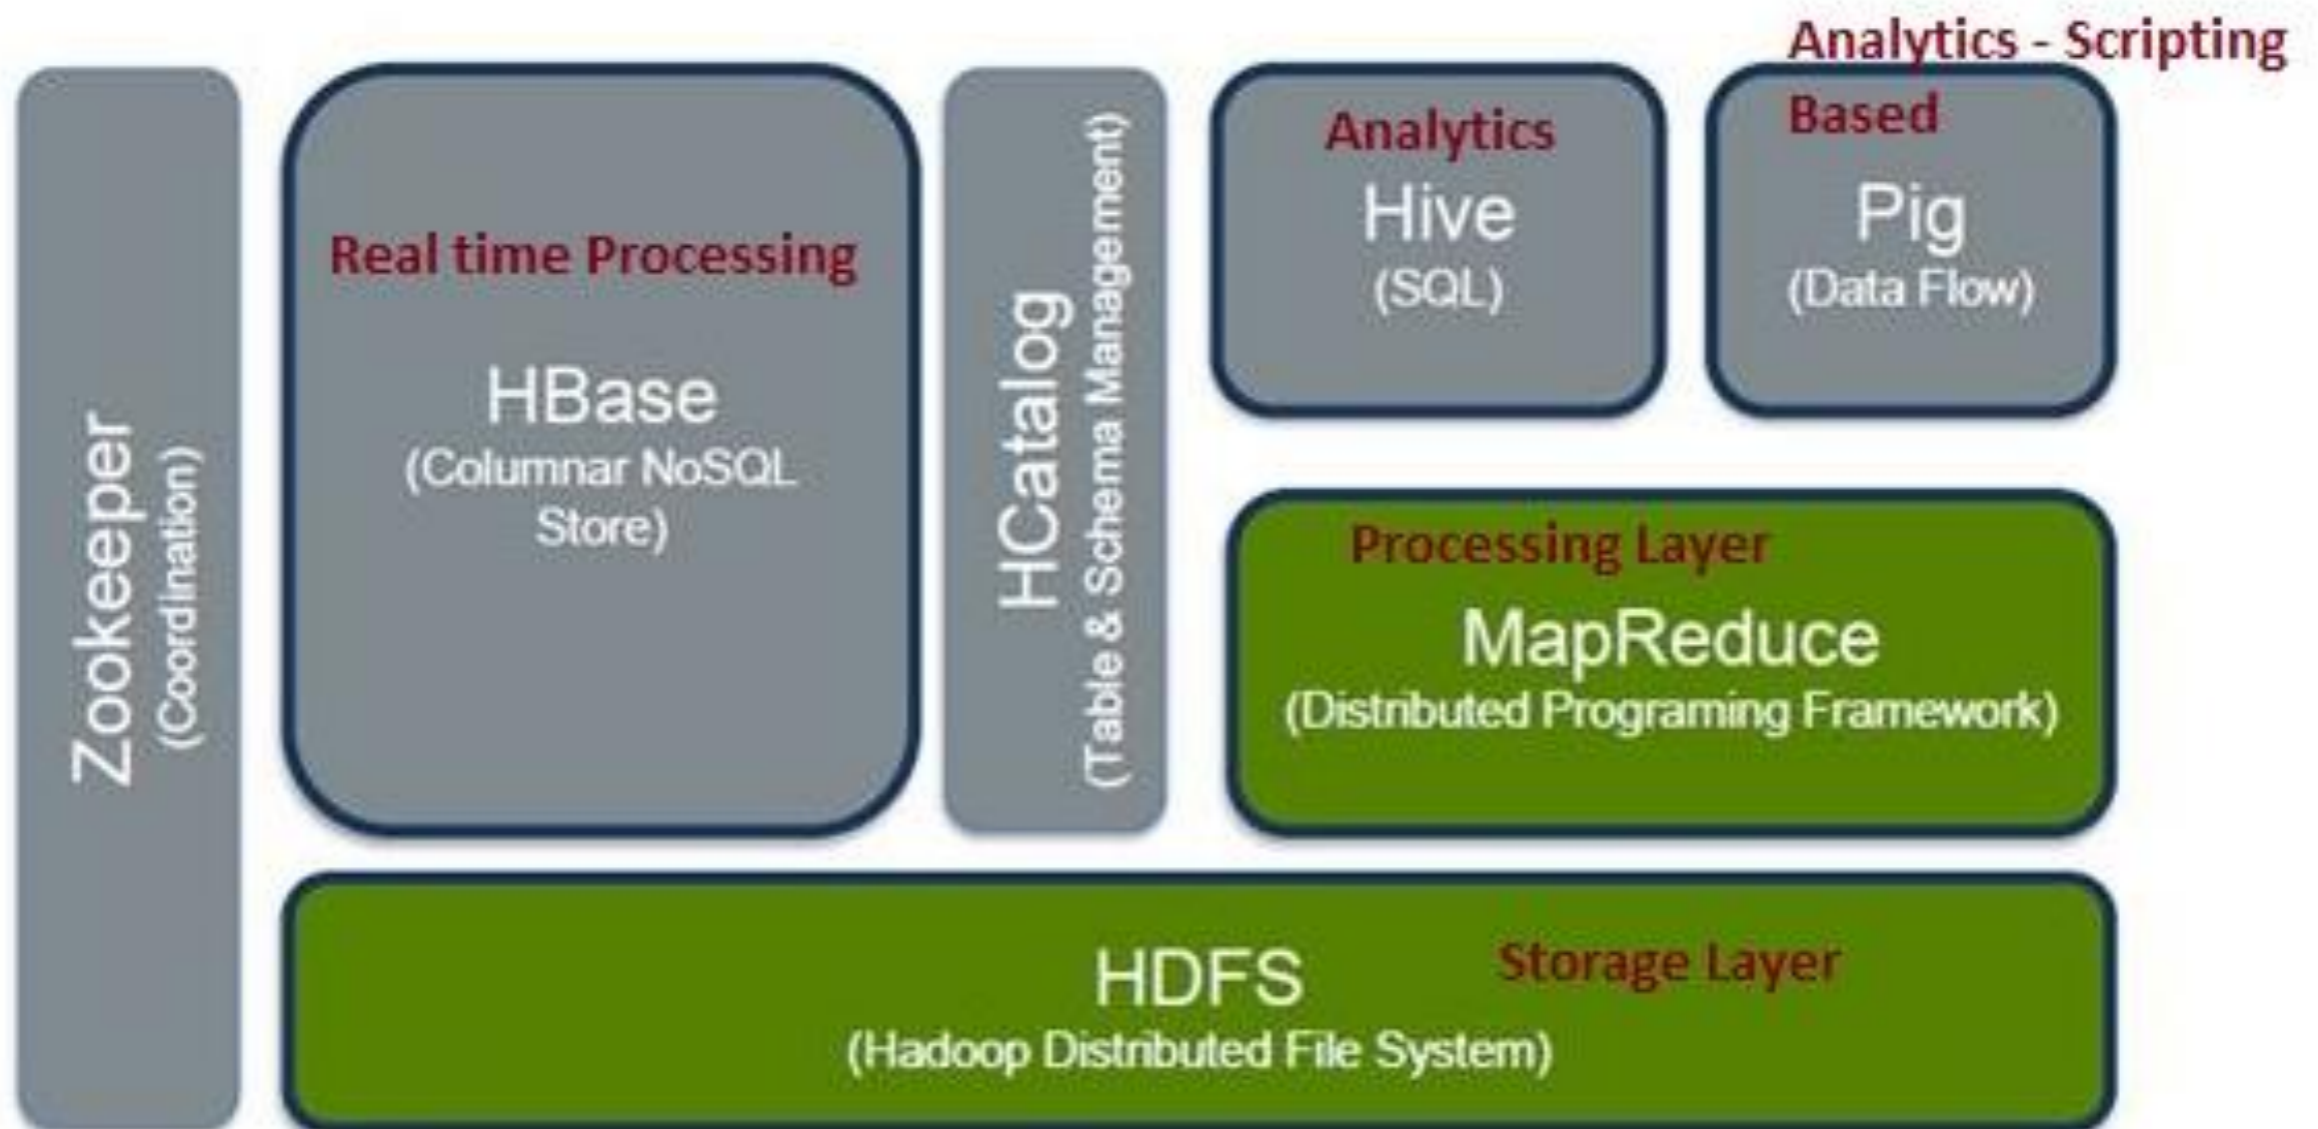 Zookeeper
(Coordination)
Real time Processing
HBase
(Columnar NoSQL
Store)
HCatalog
(Table & Schema Management)
Analytics
Hive
(SQL)
Analytics - Scripting
Based
Pig
(Data Flow)
Processing Layer
MapReduce
(Distributed Programing Framework)
HDFS
Storage Layer
(Hadoop Distributed File System)